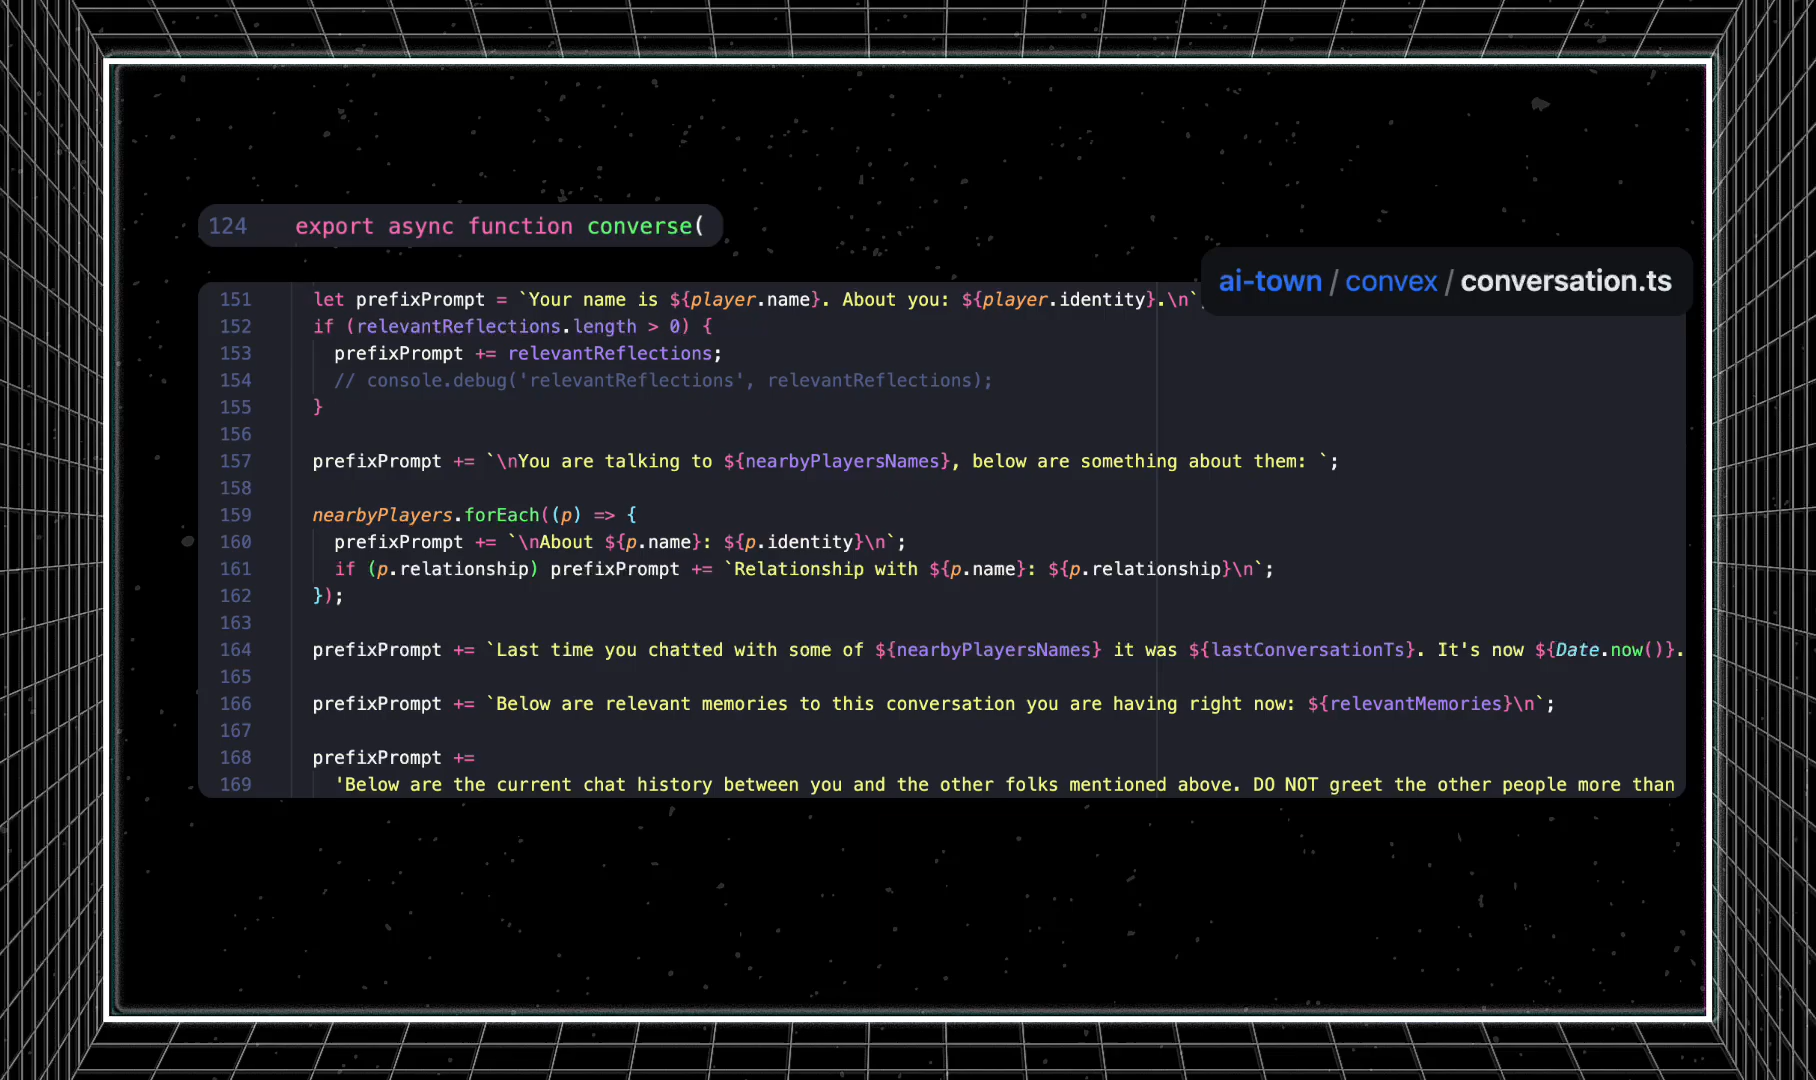 124 export async function converse(
ai-town / convex / conversation.ts
151 let prefixPrompt = `Your name is ${player.name}. About you: ${player.identity}.\n`
152 if (relevantReflections.length > 0) {
153 prefixPrompt += relevantReflections;
154 // console.debug('relevantReflections', relevantReflections);
155 }
156
157 prefixPrompt += `\nYou are talking to ${nearbyPlayersNames}, below are something about them: `;
158
159 nearbyPlayers.forEach((p) => {
160 prefixPrompt += `\nAbout ${p.name}: ${p.identity}\n`;
161 if (p.relationship) prefixPrompt += `Relationship with ${p.name}: ${p.relationship}\n`;
162 });
163
164 prefixPrompt += `Last time you chatted with some of ${nearbyPlayersNames} it was ${lastConversationTs}. It's now ${Date.now()}.
165
166 prefixPrompt += `Below are relevant memories to this conversation you are having right now: ${relevantMemories}\n`;
167
168 prefixPrompt +=
169 'Below are the current chat history between you and the other folks mentioned above. DO NOT greet the other people more than